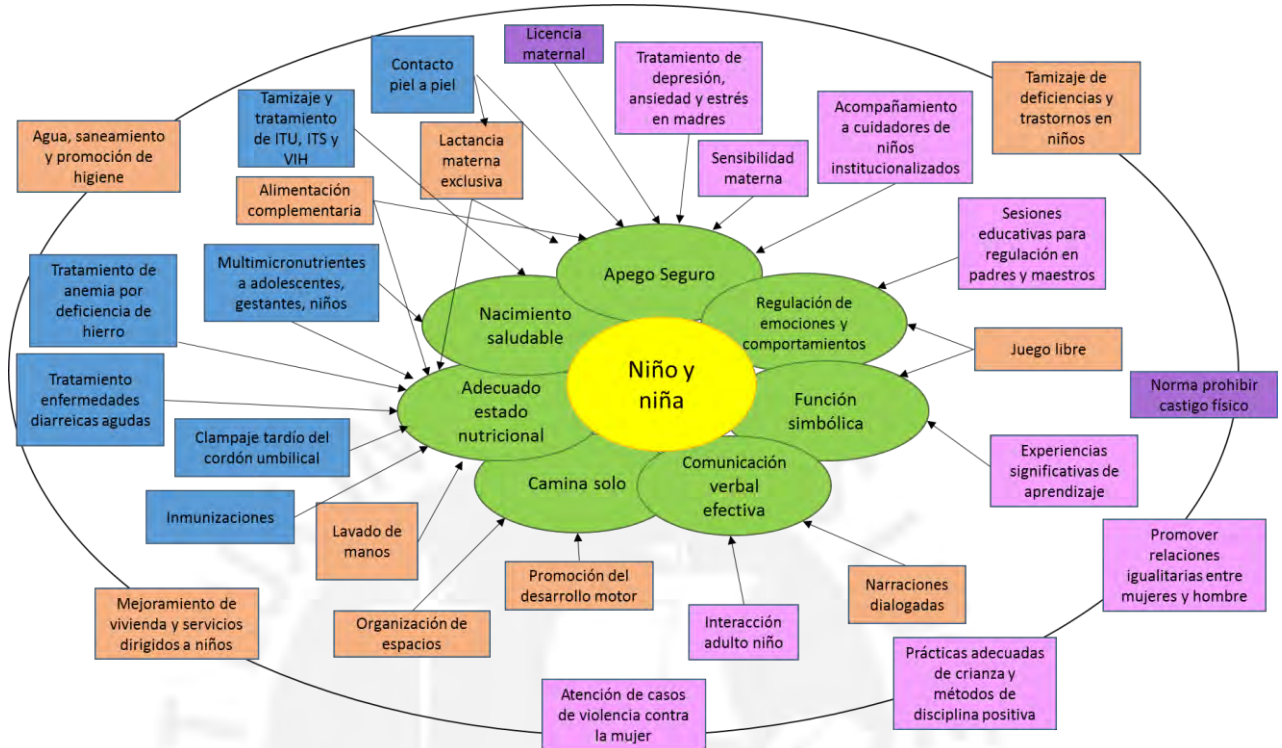 Licencia
maternal
Contacto
piel a piel
Tratamiento de
depresión,
ansiedad y estrés
en madres
Tamizaje de
deficiencias y
trastornos en
niños
Tamizaje y
tratamiento
de ITU, ITS y
VIH
Acompañamiento
a cuidadores de
niños
institucionalizados
Agua, saneamiento
y promoción de
higiene
Lactancia
materna
exclusiva
Sensibilidad
materna
Alimentación
complementaria
Sesiones
educativas para
regulación en
padres y maestros
Tratamiento de
anemia por
deficiencia de
hierro
Multimicronutrientes
a adolescentes,
gestantes, niños
Apego Seguro
Nacimiento
saludable
Regulación de
emociones y
comportamientos
Juego libre
Niño y
niña
Norma prohibir
castigo físico
Tratamiento
enfermedades
diarreicas agudas
Adecuado
estado
nutricional
Función
simbólica
Clampaje tardío del
cordón umbilical
Camina solo
Comunicación
verbal
efectiva
Experiencias
significativas de
aprendizaje
Inmunizaciones
Lavado de
manos
Promover
relaciones
igualitarias entre
mujeres y hombre
Mejoramiento de
vivienda y servicios
dirigidos a niños
Organización de
espacios
Promoción del
desarrollo motor
Interacción
adulto niño
Narraciones
dialogadas
Prácticas adecuadas
de crianza y
métodos de
disciplina positiva
Atención de casos
de violencia contra
la mujer